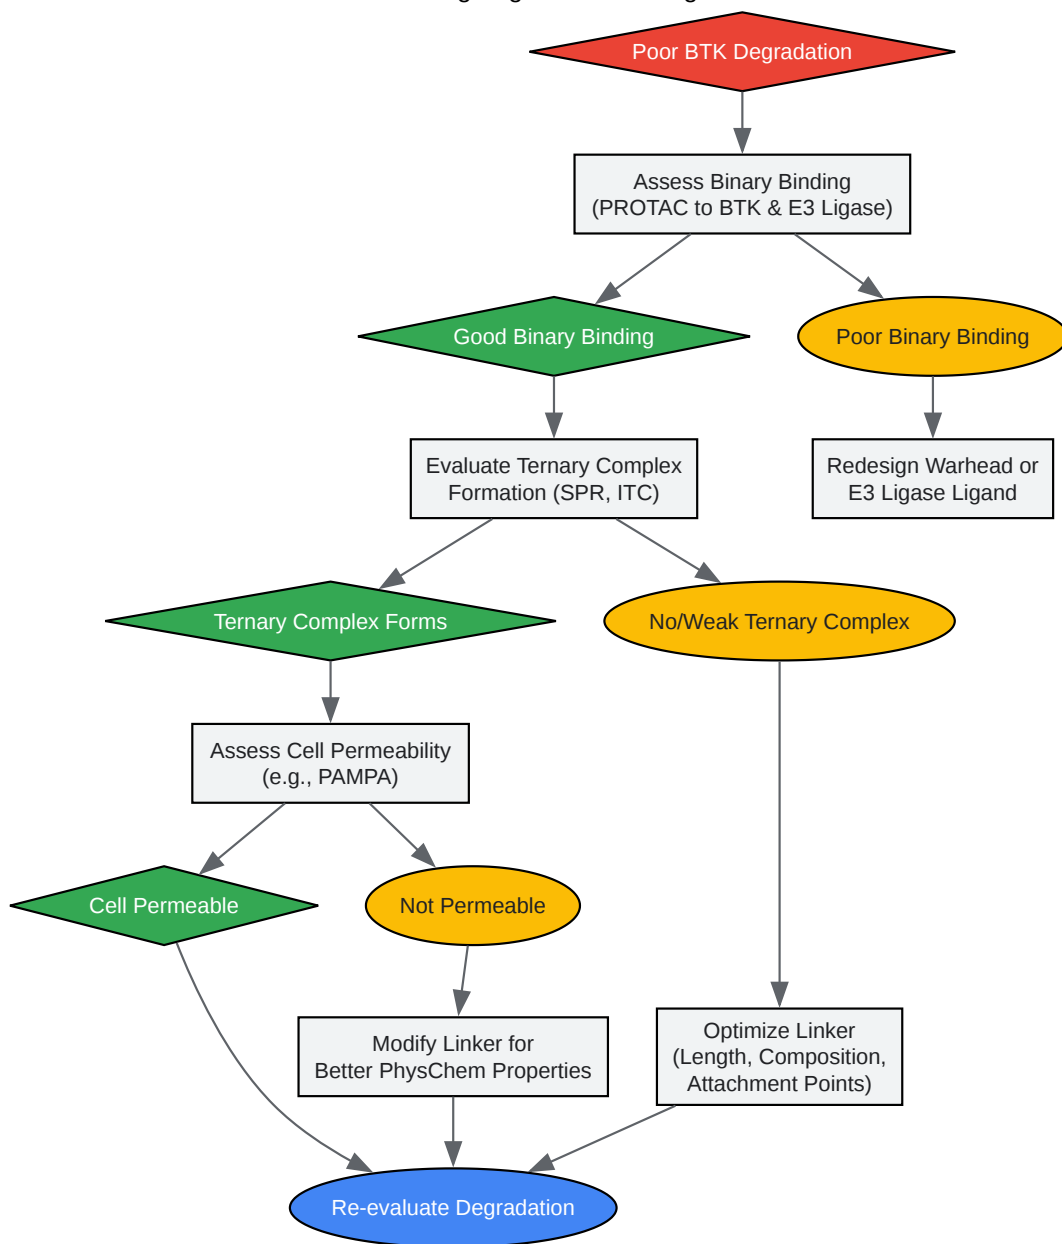 Poor BTK Degradation
Assess Binary Binding
(PROTAC to BTK & E3 Ligase)
Good Binary Binding
Poor Binary Binding
Evaluate Ternary Complex
Formation (SPR, ITC)
Redesign Warhead or
E3 Ligase Ligand
Ternary Complex Forms
No/Weak Ternary Complex
Assess Cell Permeability
(e.g., PAMPA)
Cell Permeable
Not Permeable
Modify Linker for
Better PhysChem Properties
Optimize Linker
(Length, Composition,
Attachment Points)
Re-evaluate Degradation